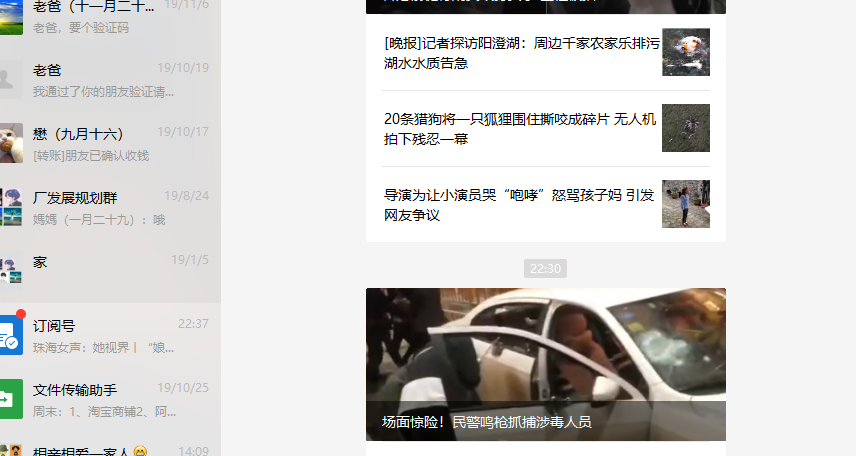 老爸（十一月二十...
19/11/6
老爸，要个验证码
老爸
19/10/19
我通过了你的朋友验证请...
懋（九月十六）
19/10/17
[转账]朋友已确认收钱
厂发展规划群
19/8/24
媽媽（一月二十九）：哦
家
19/1/5
订阅号
22:37
珠海女声：她视界丨“娘...
文件传输助手
19/10/25
周末：1、淘宝商铺2、阿...
相亲相爱一家人
14:09
[晚报]记者探访阳澄湖：周边千家农家乐排污
湖水水质告急
20条猎狗将一只狐狸围住撕咬成碎片 无人机
拍下残忍一幕
导演为让小演员哭“咆哮”怒骂孩子妈 引发
网友争议
22:30
场面惊险！民警鸣枪抓捕涉毒人员